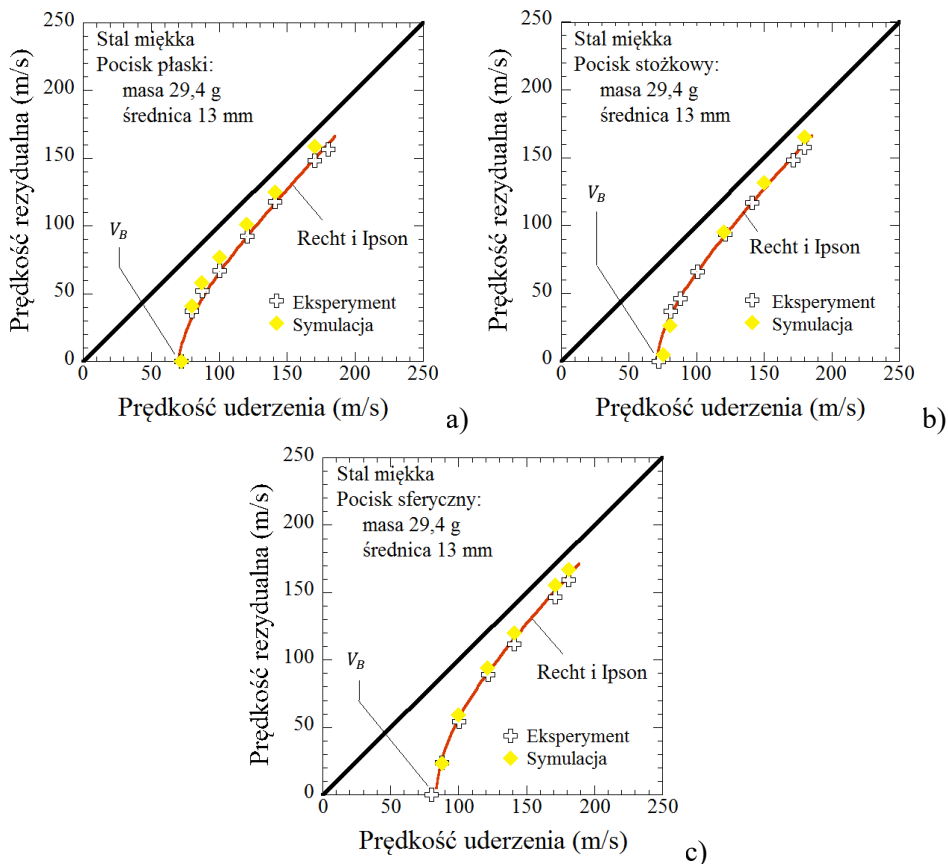 250
200
150
100
50
0
Prędkość rezydualna (m/s)
Stal miękka
Pocisk płaski:
masa 29,4 g
średnica 13 mm
V_B
Recht i Ipson
Eksperyment
Symulacja
0 50 100 150 200 250
Prędkość uderzenia (m/s)
a)
250
200
150
100
50
0
Prędkość rezydualna (m/s)
Stal miękka
Pocisk stożkowy:
masa 29,4 g
średnica 13 mm
V_B
Recht i Ipson
Eksperyment
Symulacja
0 50 100 150 200 250
Prędkość uderzenia (m/s)
b)
250
200
150
100
50
0
Prędkość rezydualna (m/s)
Stal miękka
Pocisk sferyczny:
masa 29,4 g
średnica 13 mm
V_B
Recht i Ipson
Eksperyment
Symulacja
0 50 100 150 200 250
Prędkość uderzenia (m/s)
c)